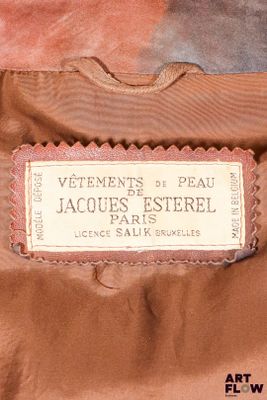 VÊTEMENTS DE PEAU
DE
JACQUES ESTEREL
PARIS
LICENCE SALIK BRUXELLES
MODÈLE DÉPOSÉ
MADE IN BELGIUM
ART
FLOW